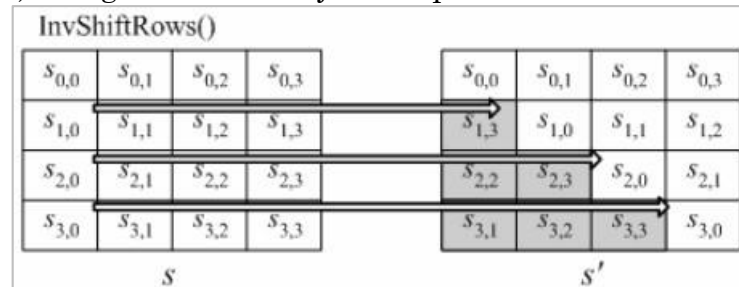 InvShiftRows()
s0,0 s0,1 s0,2 s0,3 s0,0 s0,1 s0,2 s0,3
s1,0 s1,1 s1,2 s1,3 s1,3 s1,0 s1,1 s1,2
s2,0 s2,1 s2,2 s2,3 s2,2 s2,3 s2,0 s2,1
s3,0 s3,1 s3,2 s3,3 s3,1 s3,2 s3,3 s3,0
s s'